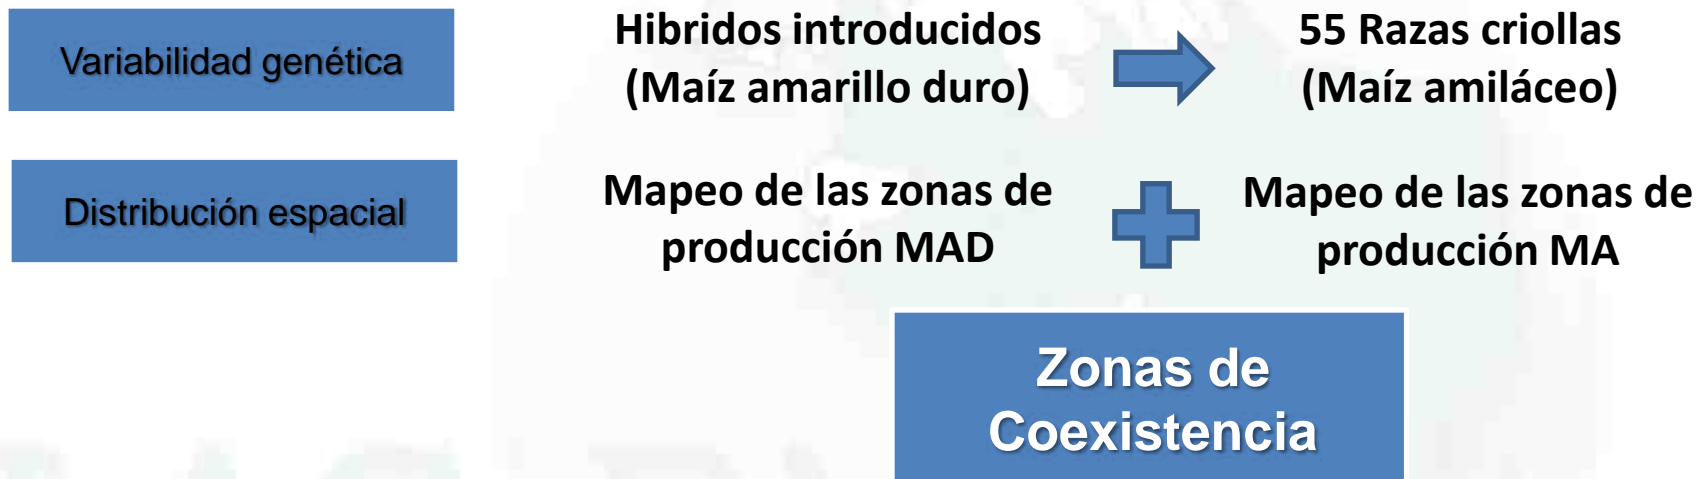 Variabilidad genética
Hibridos introducidos
(Maíz amarillo duro)
55 Razas criollas
(Maíz amiláceo)
Distribución espacial
Mapeo de las zonas de
producción MAD
Mapeo de las zonas de
producción MA
Zonas de
Coexistencia